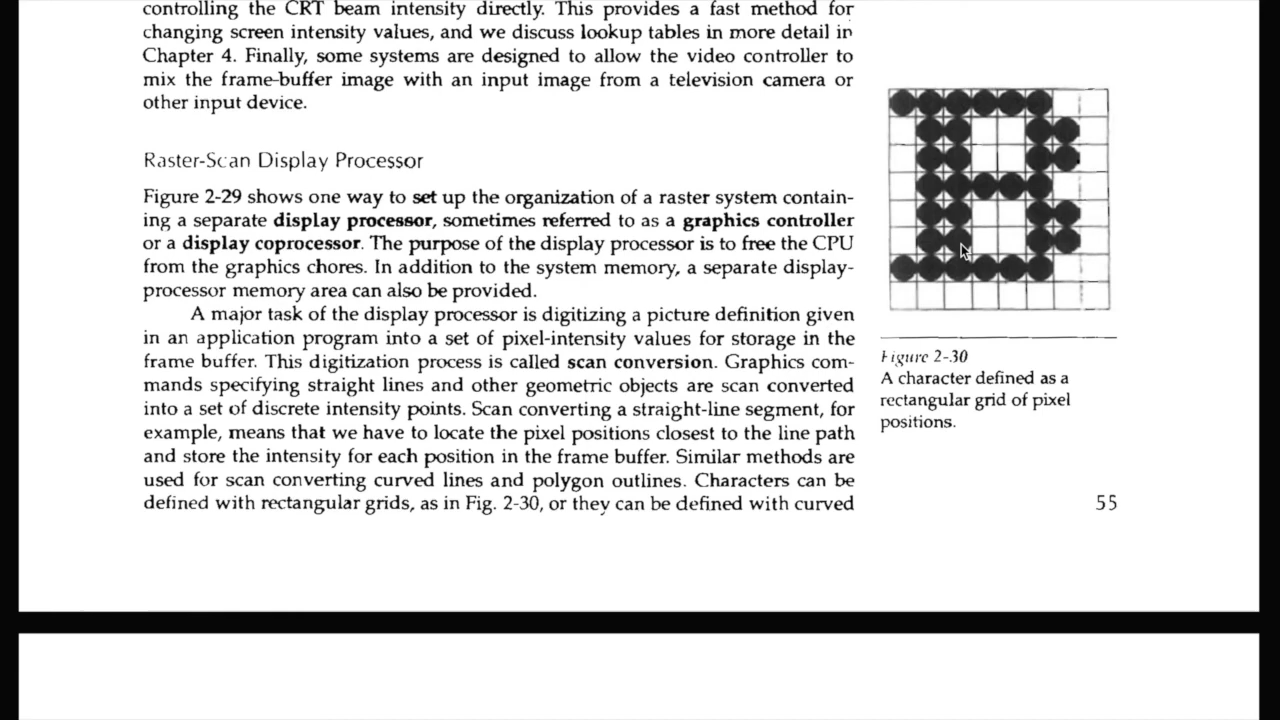 controlling the CRT beam intensity directly. This provides a fast method for
changing screen intensity values, and we discuss lookup tables in more detail in
Chapter 4. Finally, some systems are designed to allow the video controller to
mix the frame-buffer image with an input image from a television camera or
other input device.
Raster-Scan Display Processor
Figure 2-29 shows one way to set up the organization of a raster system contain-
ing a separate display processor, sometimes referred to as a graphics controller
or a display coprocessor. The purpose of the display processor is to free the CPU
from the graphics chores. In addition to the system memory, a separate display-
processor memory area can also be provided.
A major task of the display processor is digitizing a picture definition given
in an application program into a set of pixel-intensity values for storage in the
frame buffer. This digitization process is called scan conversion. Graphics com-
mands specifying straight lines and other geometric objects are scan converted
into a set of discrete intensity points. Scan converting a straight-line segment, for
example, means that we have to locate the pixel positions closest to the line path
and store the intensity for each position in the frame buffer. Similar methods are
used for scan converting curved lines and polygon outlines. Characters can be
defined with rectangular grids, as in Fig. 2-30, or they can be defined with curved
Figure 2-30
A character defined as a
rectangular grid of pixel
positions.
55